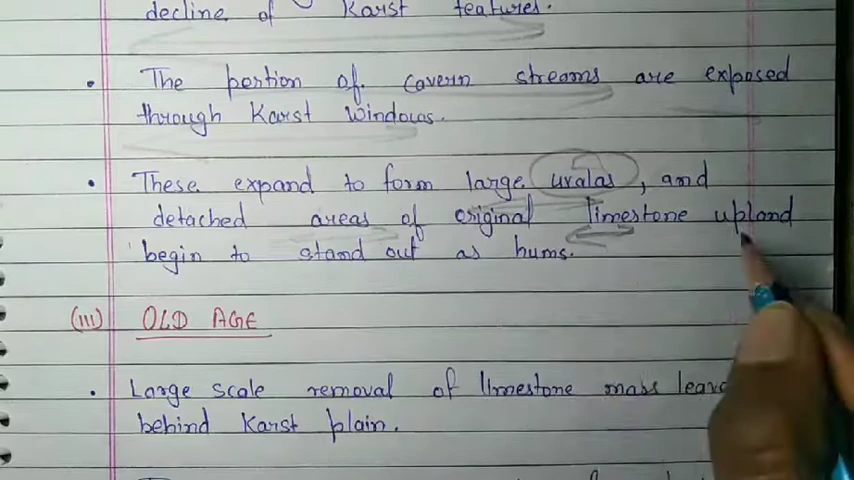 decline of Karst features.
• The portion of cavern streams are exposed
through Karst windows.
• These expand to form large uvalas, and
detached areas of original limestone upland
begin to stand out as hums.
(III) OLD AGE
• Large scale removal of limestone mass
behind Karst plain.